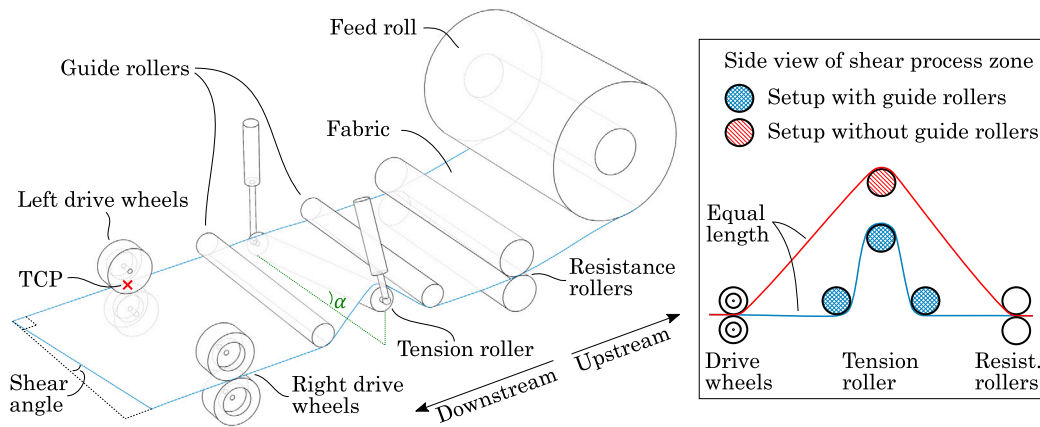 Feed roll
Guide rollers
Fabric
Left drive wheels
TCP
α
Resistance
rollers
Tension roller
Upstream
Downstream
Right drive
wheels
Shear
angle
Side view of shear process zone
Setup with guide rollers
Setup without guide rollers
Equal
length
Drive
wheels
Tension
roller
Resist.
rollers